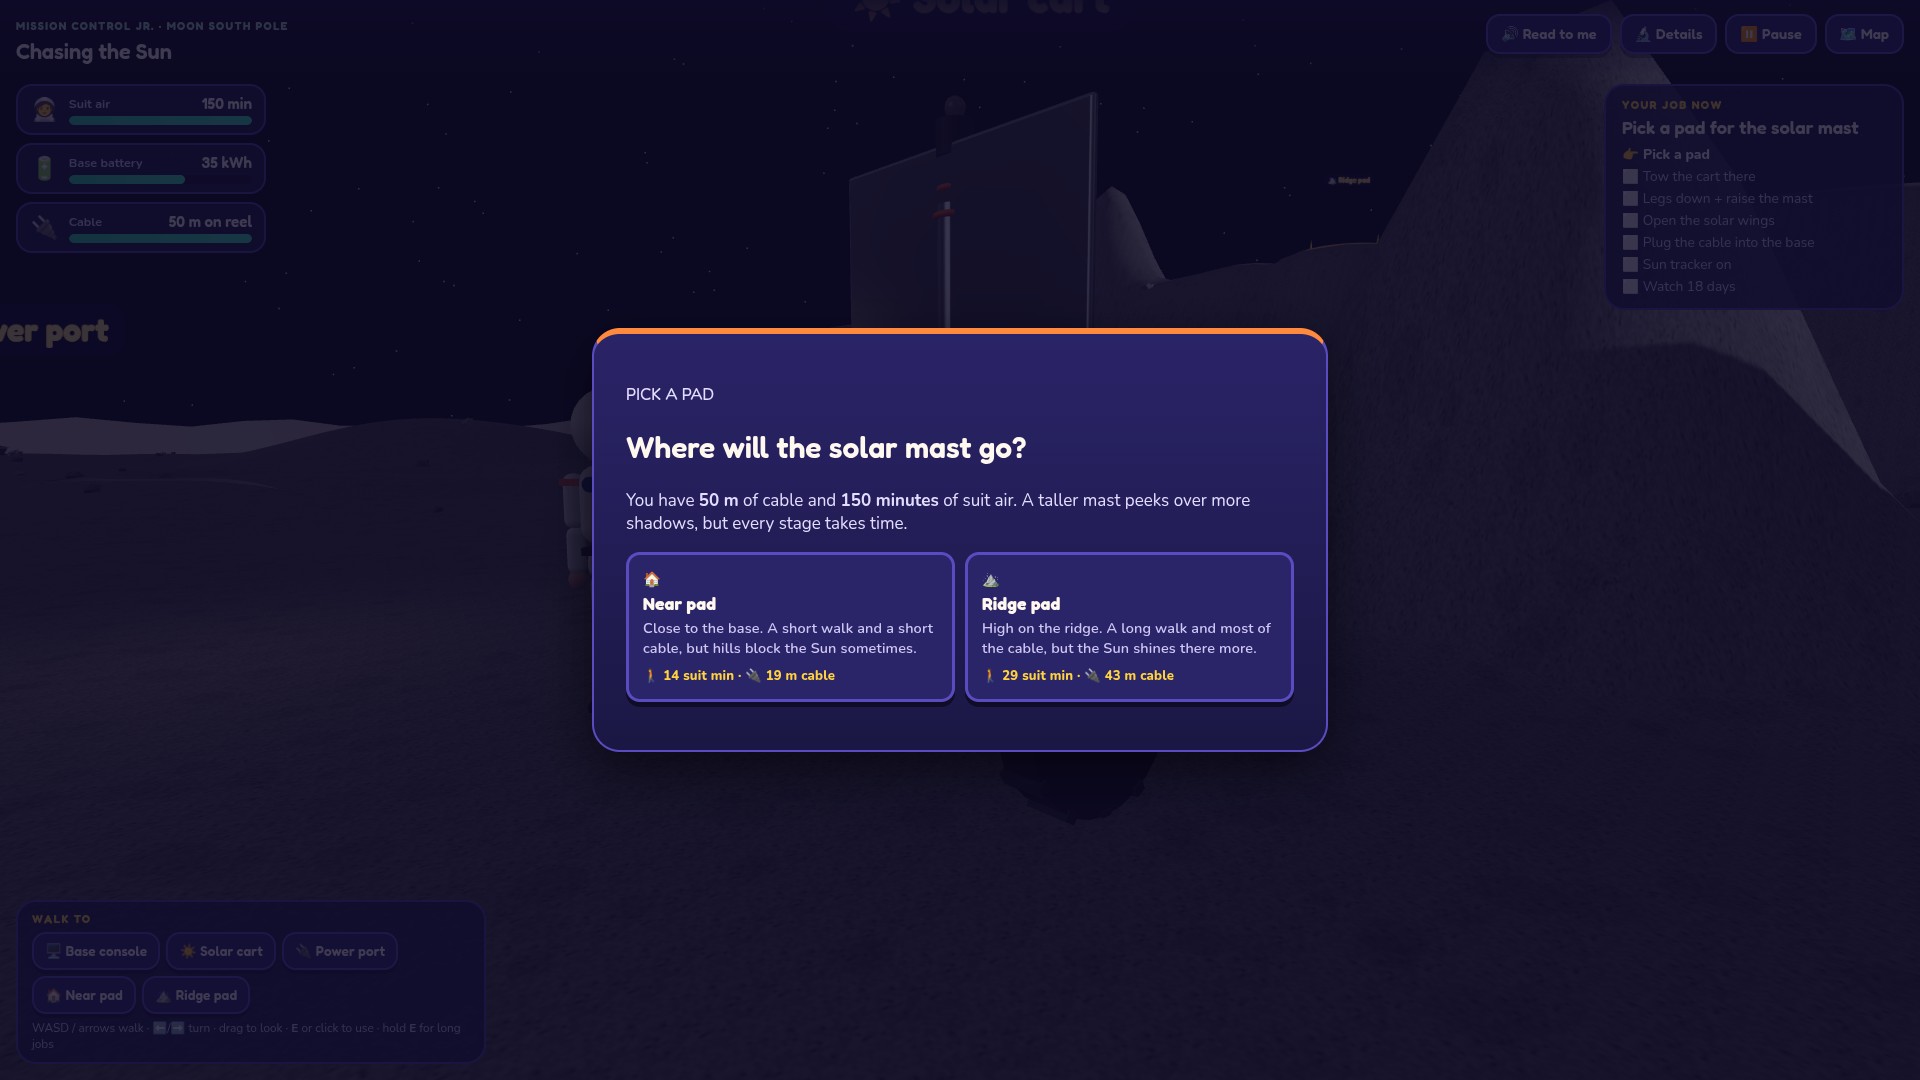 Solar cart
MISSION CONTROL JR. · MOON SOUTH POLE
Chasing the Sun
🔊 Read to me
🔬 Details
⏸ Pause
🗺️ Map
Suit air 150 min
Base battery 35 kWh
Cable 50 m on reel
YOUR JOB NOW
Pick a pad for the solar mast
👉 Pick a pad
Tow the cart there
Legs down + raise the mast
Open the solar wings
Plug the cable into the base
Sun tracker on
Watch 18 days
Ridge pad
ver port
PICK A PAD
Where will the solar mast go?
You have 50 m of cable and 150 minutes of suit air. A taller mast peeks over more
shadows, but every stage takes time.
Near pad
Close to the base. A short walk and a short
cable, but hills block the Sun sometimes.
14 suit min · 🔌 19 m cable
Ridge pad
High on the ridge. A long walk and most of
the cable, but the Sun shines there more.
29 suit min · 🔌 43 m cable
WALK TO
Base console
Solar cart
Power port
Near pad
Ridge pad
WASD / arrows walk · ⬅/➡ turn · drag to look · E or click to use · hold E for long
jobs